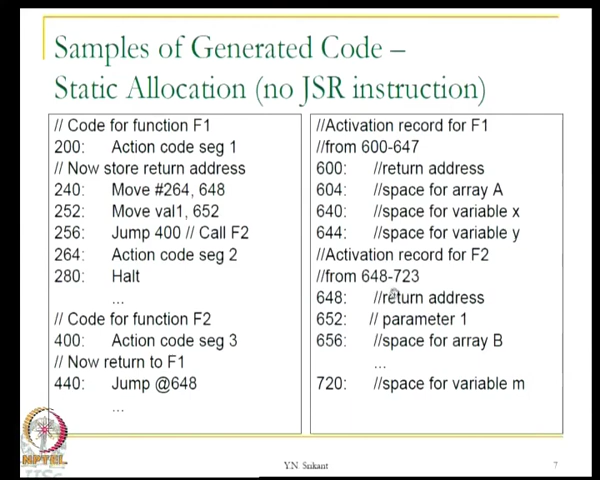 Samples of Generated Code –
Static Allocation (no JSR instruction)
// Code for function F1
200: Action code seg 1
// Now store return address
240: Move #264, 648
252: Move val1, 652
256: Jump 400 // Call F2
264: Action code seg 2
280: Halt
...
// Code for function F2
400: Action code seg 3
// Now return to F1
440: Jump @648
...
//Activation record for F1
//from 600-647
600: //return address
604: //space for array A
640: //space for variable x
644: //space for variable y
//Activation record for F2
//from 648-723
648: //return address
652: // parameter 1
656: //space for array B
...
720: //space for variable m
NPTEL
Y.N. Srikant
7